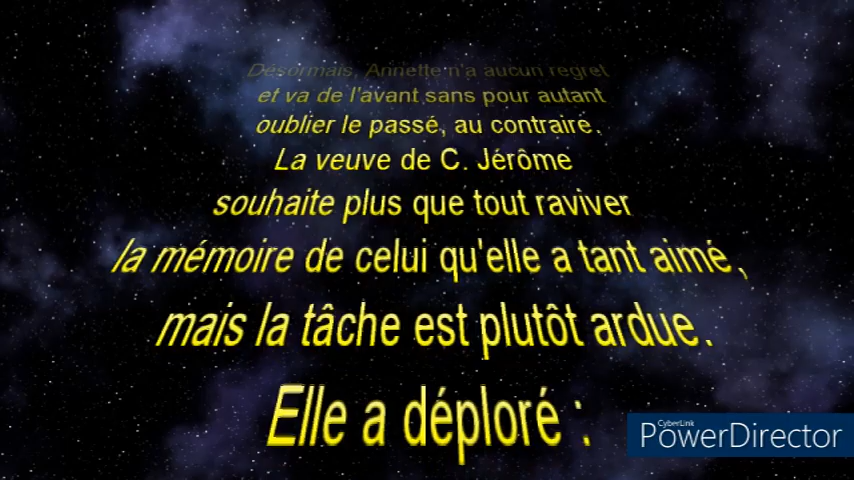 Désormais, Annette n'a aucun regret
et va de l'avant sans pour autant
oublier le passé, au contraire.
La veuve de C. Jérôme
souhaite plus que tout raviver
la mémoire de celui qu'elle a tant aimé,
mais la tâche est plutôt ardue.
Elle a déploré :
CyberLink
PowerDirector